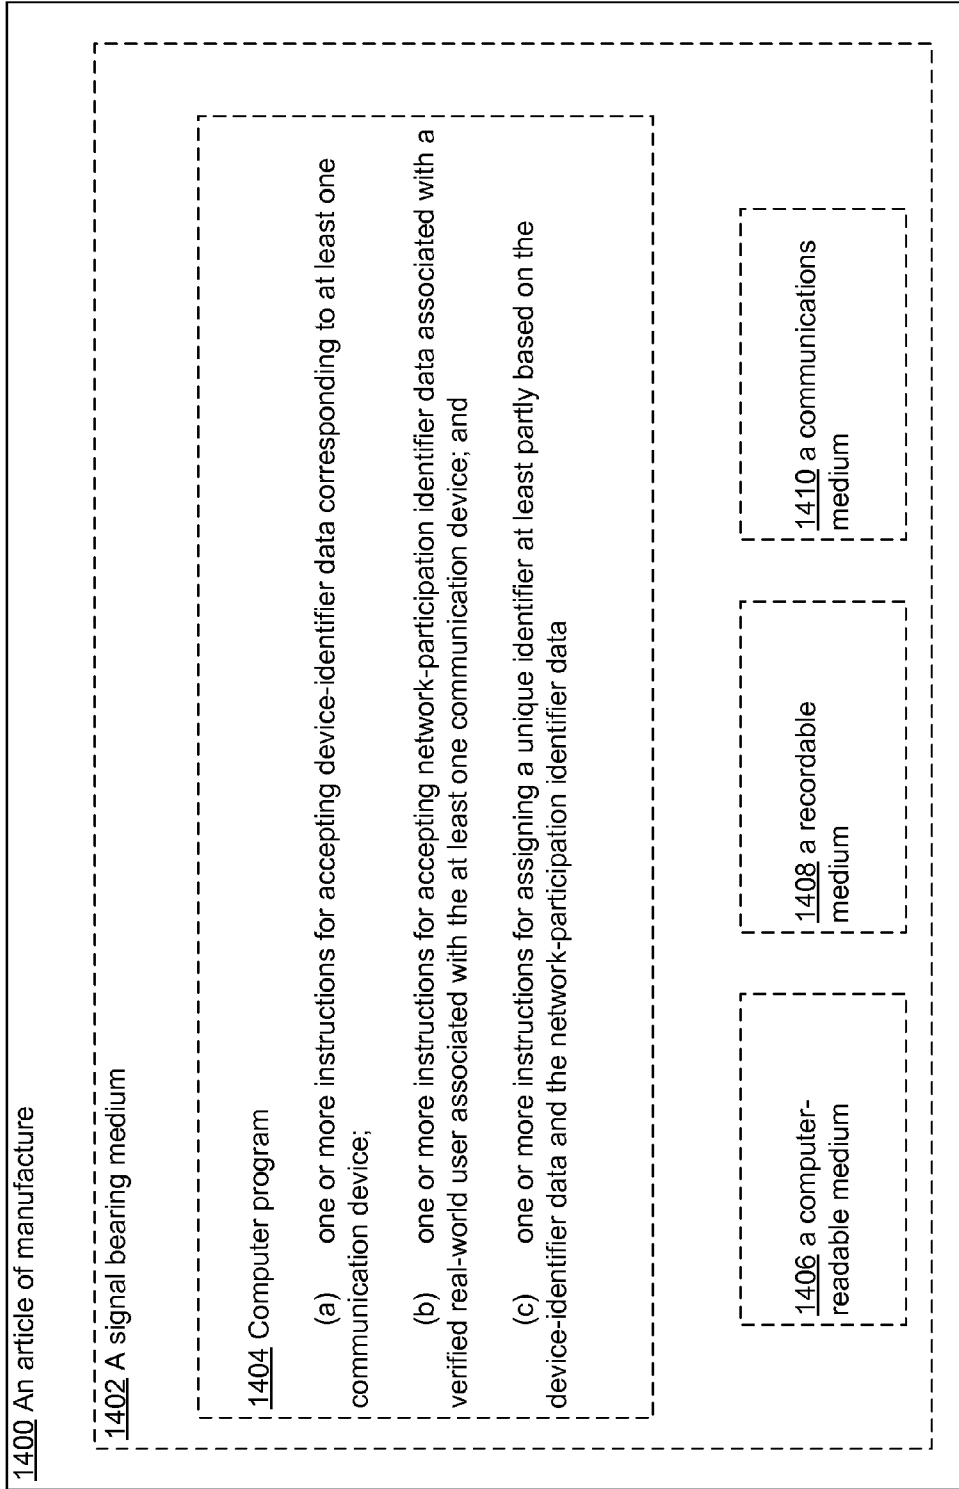 1400 An article of manufacture
1402 A signal bearing medium
1404 Computer program
(a) one or more instructions for accepting device-identifier data corresponding to at least one
communication device;
(b) one or more instructions for accepting network-participation identifier data associated with a
verified real-world user associated with the at least one communication device; and
(c) one or more instructions for assigning a unique identifier at least partly based on the
device-identifier data and the network-participation identifier data
1406 a computer-
readable medium
1408 a recordable
medium
1410 a communications
medium